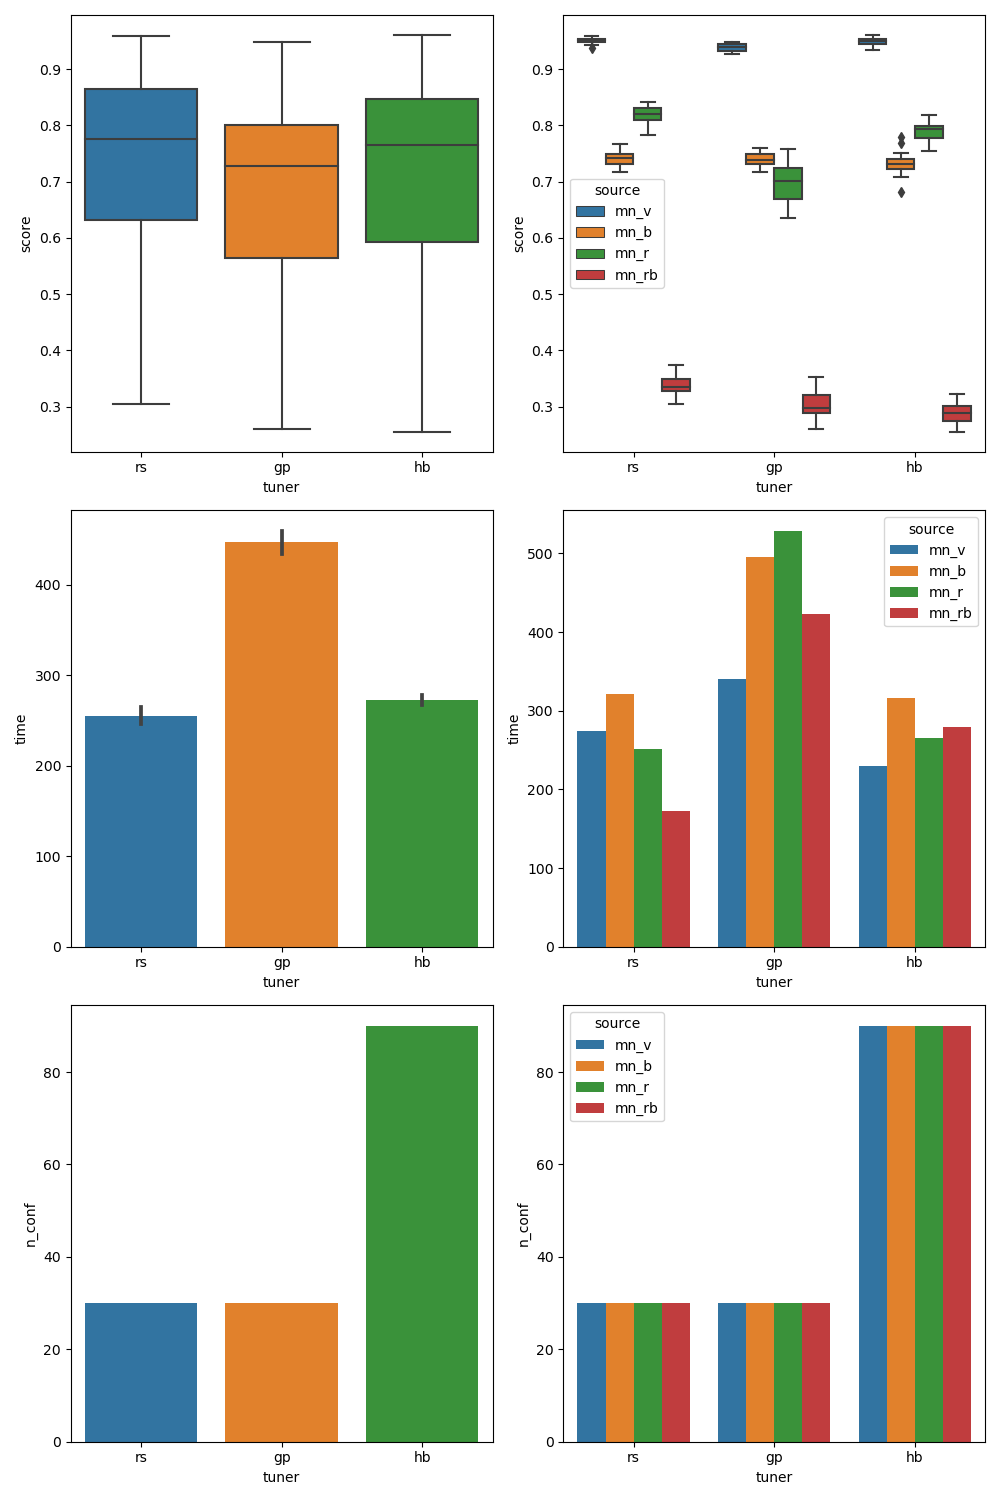 score
0.9
0.8
0.7
0.6
0.5
0.4
0.3
rs gp hb
tuner
score
0.9
0.8
0.7
0.6
0.5
0.4
0.3
source
mn_v
mn_b
mn_r
mn_rb
rs gp hb
tuner
time
400
300
200
100
0
rs gp hb
tuner
time
500
400
300
200
100
0
source
mn_v
mn_b
mn_r
mn_rb
rs gp hb
tuner
n_conf
80
60
40
20
0
rs gp hb
tuner
n_conf
80
60
40
20
0
source
mn_v
mn_b
mn_r
mn_rb
rs gp hb
tuner